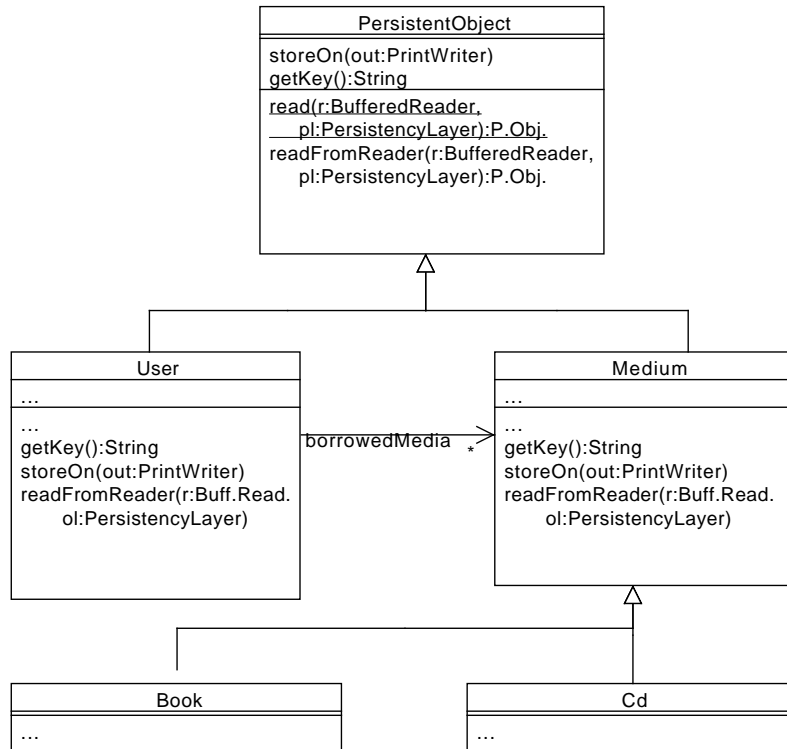 PersistentObject
storeOn(out:PrintWriter)
getKey():String
read(r:BufferedReader,
pl:PersistencyLayer):P.Obj.
readFromReader(r:BufferedReader,
pl:PersistencyLayer):P.Obj.
User
...
...
getKey():String
storeOn(out:PrintWriter)
readFromReader(r:Buff.Read.
ol:PersistencyLayer)
borrowedMedia *
Medium
...
...
getKey():String
storeOn(out:PrintWriter)
readFromReader(r:Buff.Read.
ol:PersistencyLayer)
Book
...
Cd
...